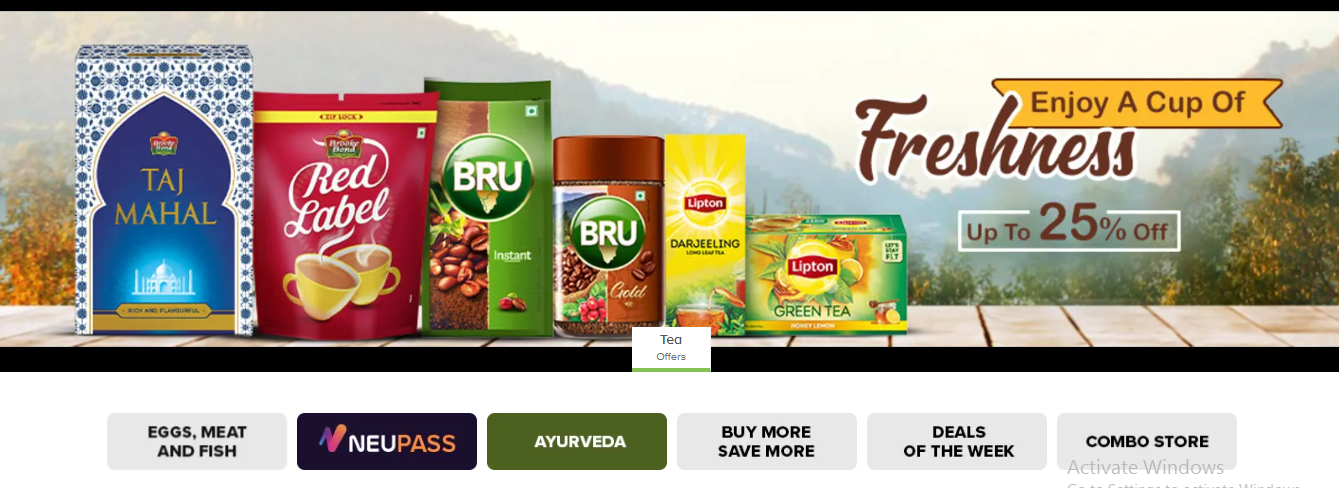 Enjoy A Cup Of
Freshness
Up To 25% Off
Brooke
Bond
TAJ
MAHAL
RICH AND FLAVOURFUL
ZIP LOCK
Brooke
Bond
Red
Label
BRU
Instant
BRU
Gold
Lipton
DARJEELING
LONG LEAF TEA
Lipton
GREEN TEA
HONEY LEMON
LET'S
STAY
FIT
Tea
Offers
EGGS, MEAT
AND FISH
NEUPASS
AYURVEDA
BUY MORE
SAVE MORE
DEALS
OF THE WEEK
COMBO STORE
Activate Windows
Go to Settings to activate Windows.